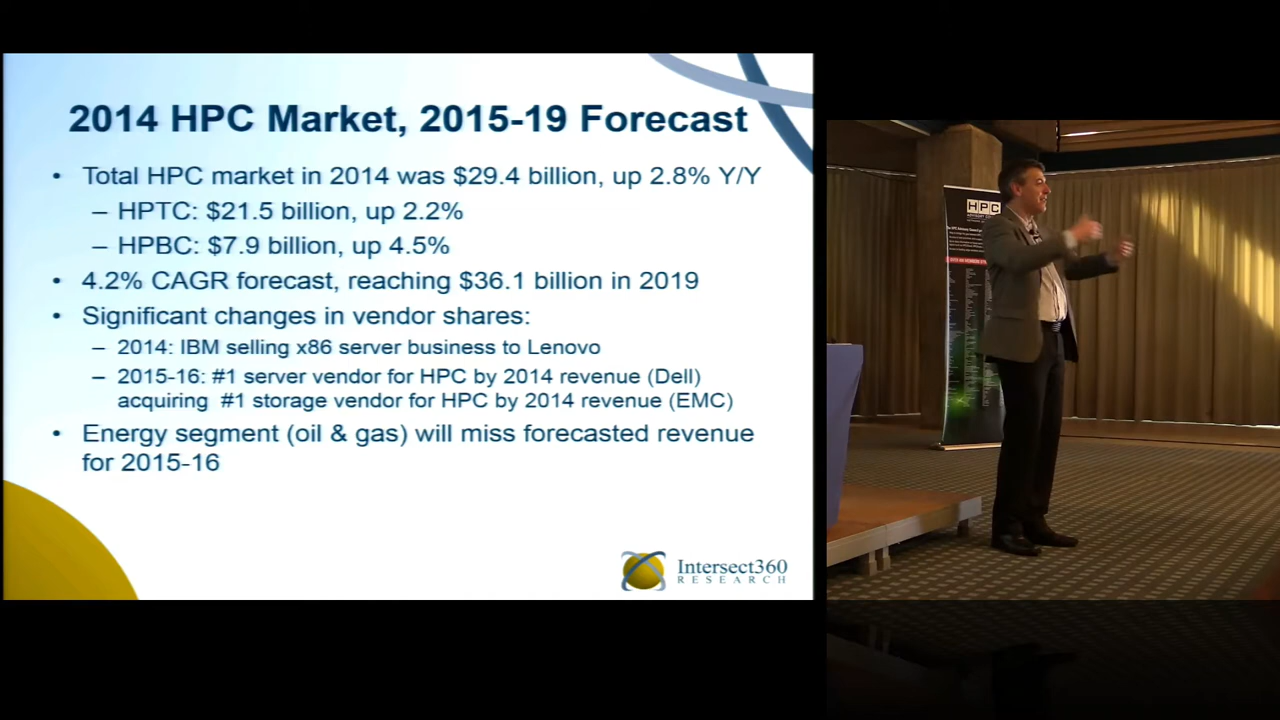 2014 HPC Market, 2015-19 Forecast
• Total HPC market in 2014 was $29.4 billion, up 2.8% Y/Y
– HPTC: $21.5 billion, up 2.2%
– HPBC: $7.9 billion, up 4.5%
• 4.2% CAGR forecast, reaching $36.1 billion in 2019
• Significant changes in vendor shares:
– 2014: IBM selling x86 server business to Lenovo
– 2015-16: #1 server vendor for HPC by 2014 revenue (Dell)
acquiring #1 storage vendor for HPC by 2014 revenue (EMC)
• Energy segment (oil & gas) will miss forecasted revenue
for 2015-16
Intersect360
RESEARCH
HPC